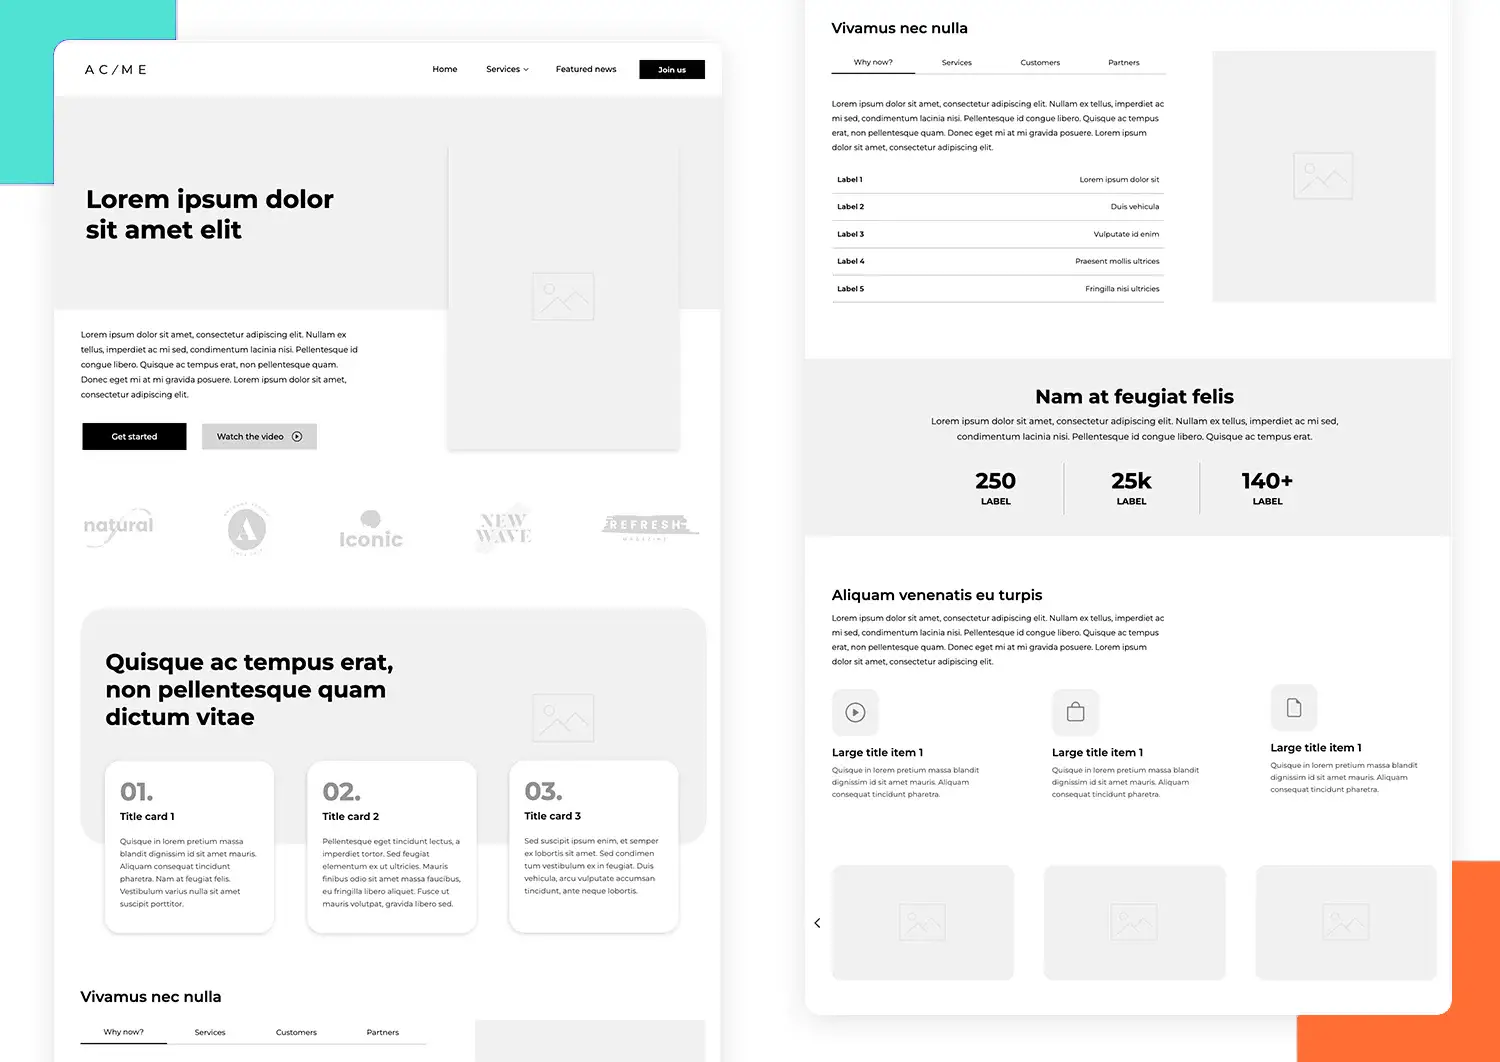 AC/ME
Home Services Featured news Join us
Lorem ipsum dolor
sit amet elit
Lorem ipsum dolor sit amet, consectetur adipiscing elit. Nullam ex
tellus, imperdiet ac mi sed, condimentum lacinia nisi. Pellentesque id
congue libero. Quisque ac tempus erat, non pellentesque quam.
Donec eget mi at mi gravida posuere. Lorem ipsum dolor sit amet,
consectetur adipiscing elit.
Get started Watch the video
natural
A
Iconic
NEW
WAVE
REFRESH
MAGAZINE
Quisque ac tempus erat,
non pellentesque quam
dictum vitae
01.
Title card 1
Quisque in lorem pretium massa
blandit dignissim id sit amet mauris.
Aliquam consequat tincidunt
pharetra. Nam at feugiat felis.
Vestibulum varius nulla sit amet
suscipit porttitor.
02.
Title card 2
Pellentesque eget tincidunt lectus, a
imperdiet tortor. Sed feugiat
elementum ex ut ultricies. Mauris
finibus odio sit amet massa faucibus,
eu fringilla libero aliquet. Fusce ut
mauris volutpat, gravida libero sed.
03.
Title card 3
Sed suscipit ipsum enim, et semper
ex lobortis sit amet. Sed condimen
tum vestibulum ex in feugiat. Duis
vehicula, arcu vulputate accumsan
tincidunt, ante neque lobortis.
Vivamus nec nulla
Why now? Services Customers Partners
Vivamus nec nulla
Why now? Services Customers Partners
Lorem ipsum dolor sit amet, consectetur adipiscing elit. Nullam ex tellus, imperdiet ac
mi sed, condimentum lacinia nisi. Pellentesque id congue libero. Quisque ac tempus
erat, non pellentesque quam. Donec eget mi at mi gravida posuere. Lorem ipsum
dolor sit amet, consectetur adipiscing elit.
Label 1 Lorem ipsum dolor sit
Label 2 Duis vehicula
Label 3 Vulputate id enim
Label 4 Praesent mollis ultrices
Label 5 Fringilla nisi ultricies
Nam at feugiat felis
Lorem ipsum dolor sit amet, consectetur adipiscing elit. Nullam ex tellus, imperdiet ac mi sed,
condimentum lacinia nisi. Pellentesque id congue libero. Quisque ac tempus erat.
250 25k 140+
LABEL LABEL LABEL
Aliquam venenatis eu turpis
Lorem ipsum dolor sit amet, consectetur adipiscing elit. Nullam ex tellus, imperdiet ac
mi sed, condimentum lacinia nisi. Pellentesque id congue libero. Quisque ac tempus
erat, non pellentesque quam. Donec eget mi at mi gravida posuere. Lorem ipsum
dolor sit amet, consectetur adipiscing elit.
Large title item 1
Quisque in lorem pretium massa blandit
dignissim id sit amet mauris. Aliquam
consequat tincidunt pharetra.
Large title item 1
Quisque in lorem pretium massa blandit
dignissim id sit amet mauris. Aliquam
consequat tincidunt pharetra.
Large title item 1
Quisque in lorem pretium massa blandit
dignissim id sit amet mauris. Aliquam
consequat tincidunt pharetra.